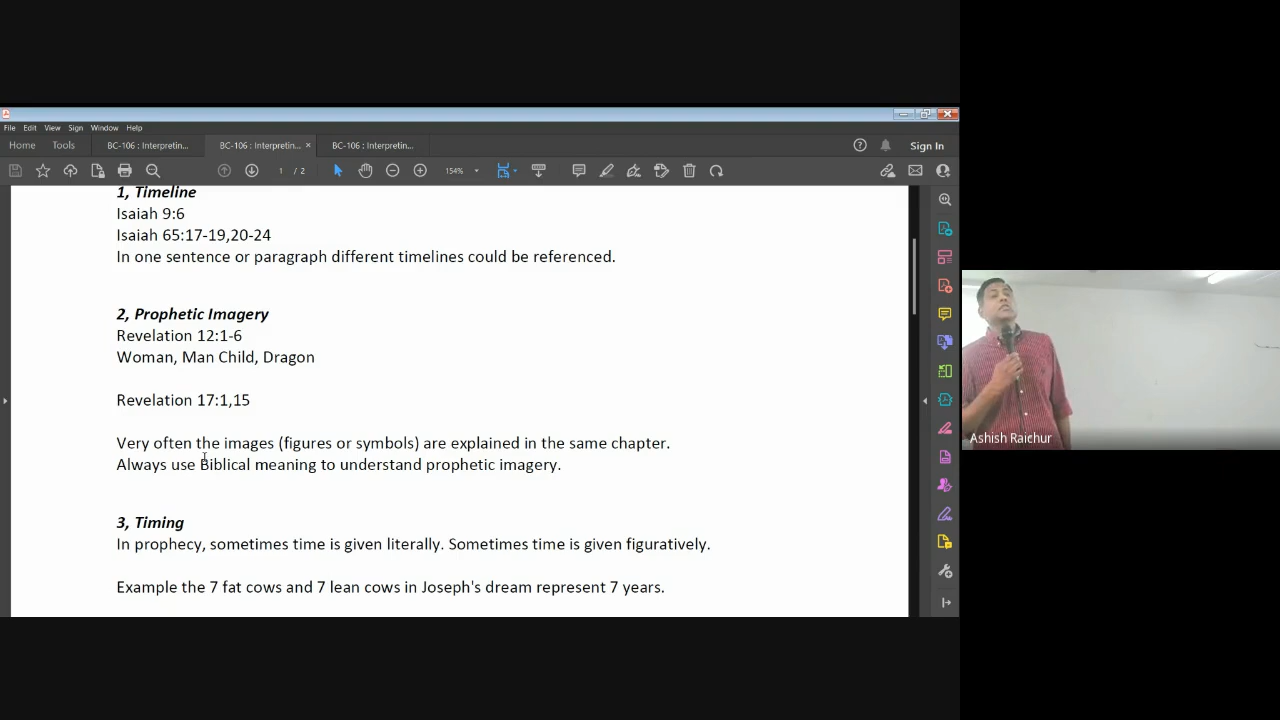 File Edit View Sign Window Help
Home Tools BC-106 : Interpretin... BC-106 : Interpretin... × BC-106 : Interpretin... Sign In
1 / 2 154%
1, Timeline
Isaiah 9:6
Isaiah 65:17-19,20-24
In one sentence or paragraph different timelines could be referenced.
2, Prophetic Imagery
Revelation 12:1-6
Woman, Man Child, Dragon
Revelation 17:1,15
Very often the images (figures or symbols) are explained in the same chapter.
Always use Biblical meaning to understand prophetic imagery.
3, Timing
In prophecy, sometimes time is given literally. Sometimes time is given figuratively.
Example the 7 fat cows and 7 lean cows in Joseph's dream represent 7 years.
Ashish Raichur